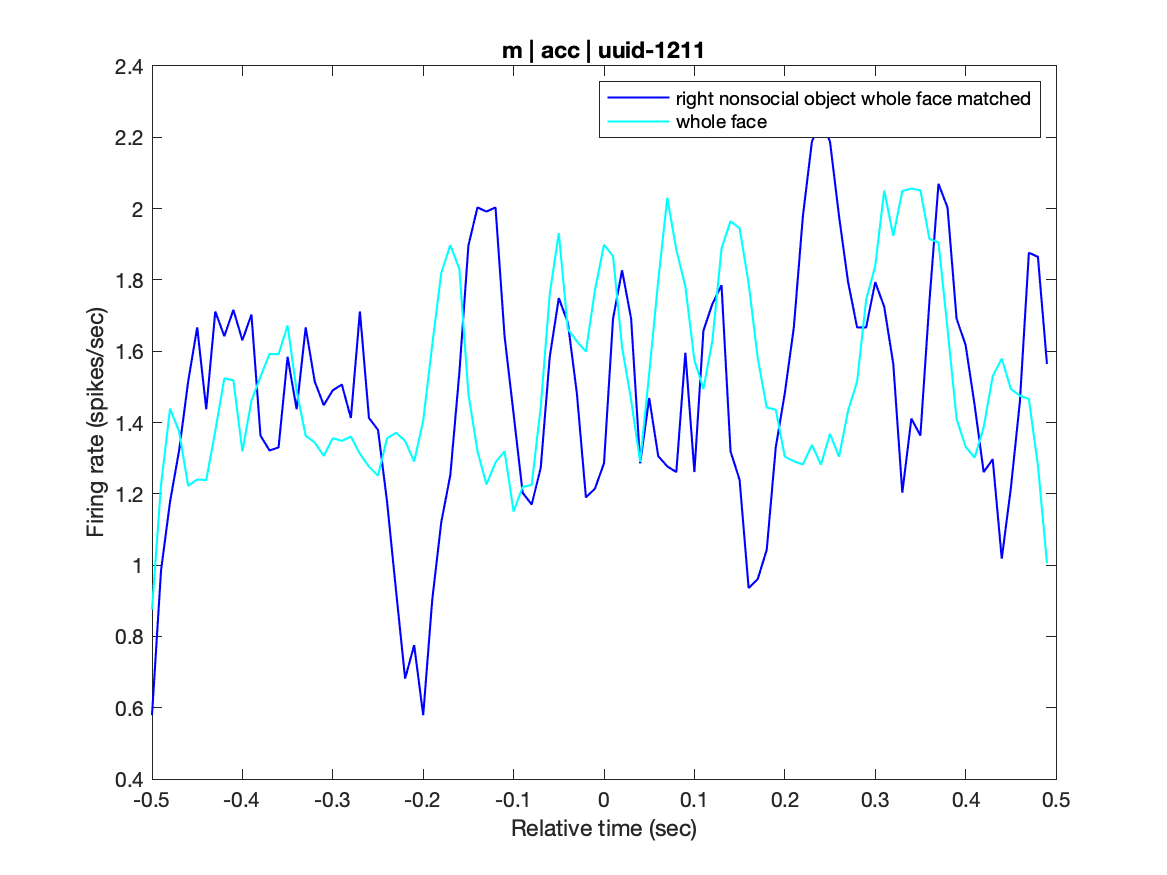 m | acc | uuid-1211
right nonsocial object whole face matched
whole face
Firing rate (spikes/sec)
2.4
2.2
2
1.8
1.6
1.4
1.2
1
0.8
0.6
0.4
-0.5 -0.4 -0.3 -0.2 -0.1 0 0.1 0.2 0.3 0.4 0.5
Relative time (sec)